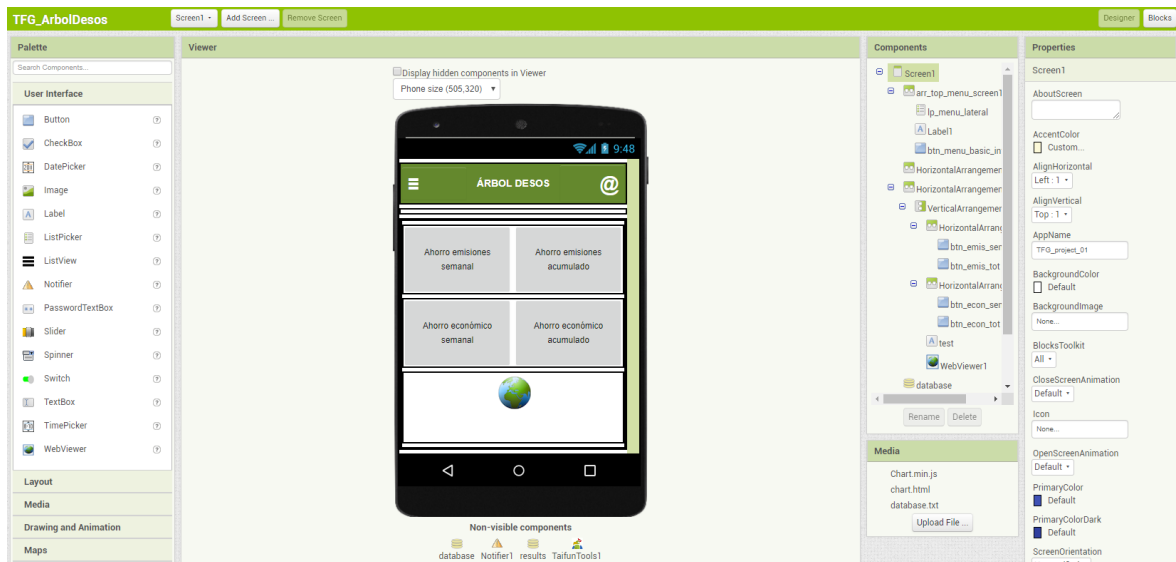 TFG_ArbolDesos
Screen1
Add Screen ...
Remove Screen
Designer
Blocks
Palette
Search Components...
User Interface
Button
CheckBox
DatePicker
Image
Label
ListPicker
ListView
Notifier
PasswordTextBox
Slider
Spinner
Switch
TextBox
TimePicker
WebViewer
Layout
Media
Drawing and Animation
Maps
Viewer
Display hidden components in Viewer
Phone size (505,320)
9:48
ÁRBOL DESOS
@
Ahorro emisiones
semanal
Ahorro emisiones
acumulado
Ahorro económico
semanal
Ahorro económico
acumulado
Non-visible components
database
Notifier1
results
TaifunTools1
Components
Screen1
arr_top_menu_screen1
lp_menu_lateral
Label1
btn_menu_basic_in
HorizontalArrangemer
HorizontalArrangemer
VerticalArrangemer
HorizontalArrang
btn_emis_ser
btn_emis_tot
HorizontalArrang
btn_econ_ser
btn_econ_tot
test
WebViewer1
database
Rename
Delete
Media
Chart.min.js
chart.html
database.txt
Upload File ...
Properties
Screen1
AboutScreen
AccentColor
Custom...
AlignHorizontal
Left : 1
AlignVertical
Top : 1
AppName
TFG_project_01
BackgroundColor
Default
BackgroundImage
None...
BlocksToolkit
All
CloseScreenAnimation
Default
Icon
None...
OpenScreenAnimation
Default
PrimaryColor
Default
PrimaryColorDark
Default
ScreenOrientation